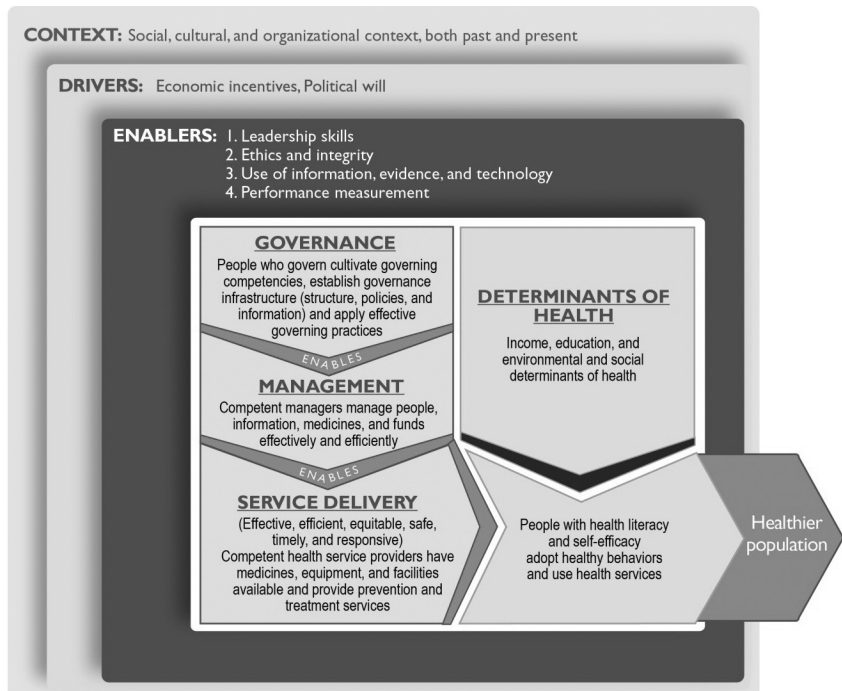 CONTEXT: Social, cultural, and organizational context, both past and present
DRIVERS: Economic incentives, Political will
ENABLERS: 1. Leadership skills
2. Ethics and integrity
3. Use of information, evidence, and technology
4. Performance measurement
GOVERNANCE
People who govern cultivate governing
competencies, establish governance
infrastructure (structure, policies, and
information) and apply effective
governing practices
ENABLES
MANAGEMENT
Competent managers manage people,
information, medicines, and funds
effectively and efficiently
ENABLES
SERVICE DELIVERY
(Effective, efficient, equitable, safe,
timely, and responsive)
Competent health service providers have
medicines, equipment, and facilities
available and provide prevention and
treatment services
DETERMINANTS OF
HEALTH
Income, education, and
environmental and social
determinants of health
People with health literacy
and self-efficacy
adopt healthy behaviors
and use health services
Healthier
population